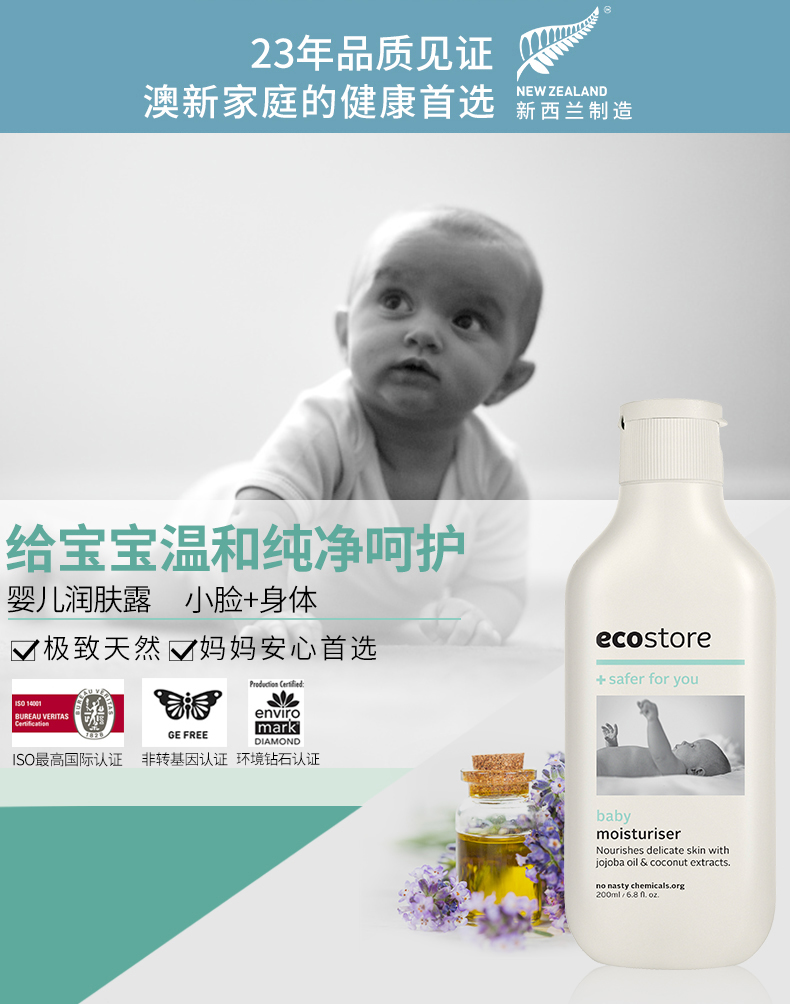 23年品质见证
澳新家庭的健康首选
NEW ZEALAND
新西兰制造
给宝宝温和纯净呵护
婴儿润肤露 小脸+身体
极致天然 妈妈安心首选
ISO 14001
BUREAU VERITAS
Certification
BUREAU VERITAS
1828
GE FREE
Production Certified:
enviro
mark
DIAMOND
ISO最高国际认证 非转基因认证 环境钻石认证
ecostore
+ safer for you
baby
moisturiser
Nourishes delicate skin with
jojoba oil & coconut extracts.
no nasty chemicals.org
200ml / 6.8 fl. oz.